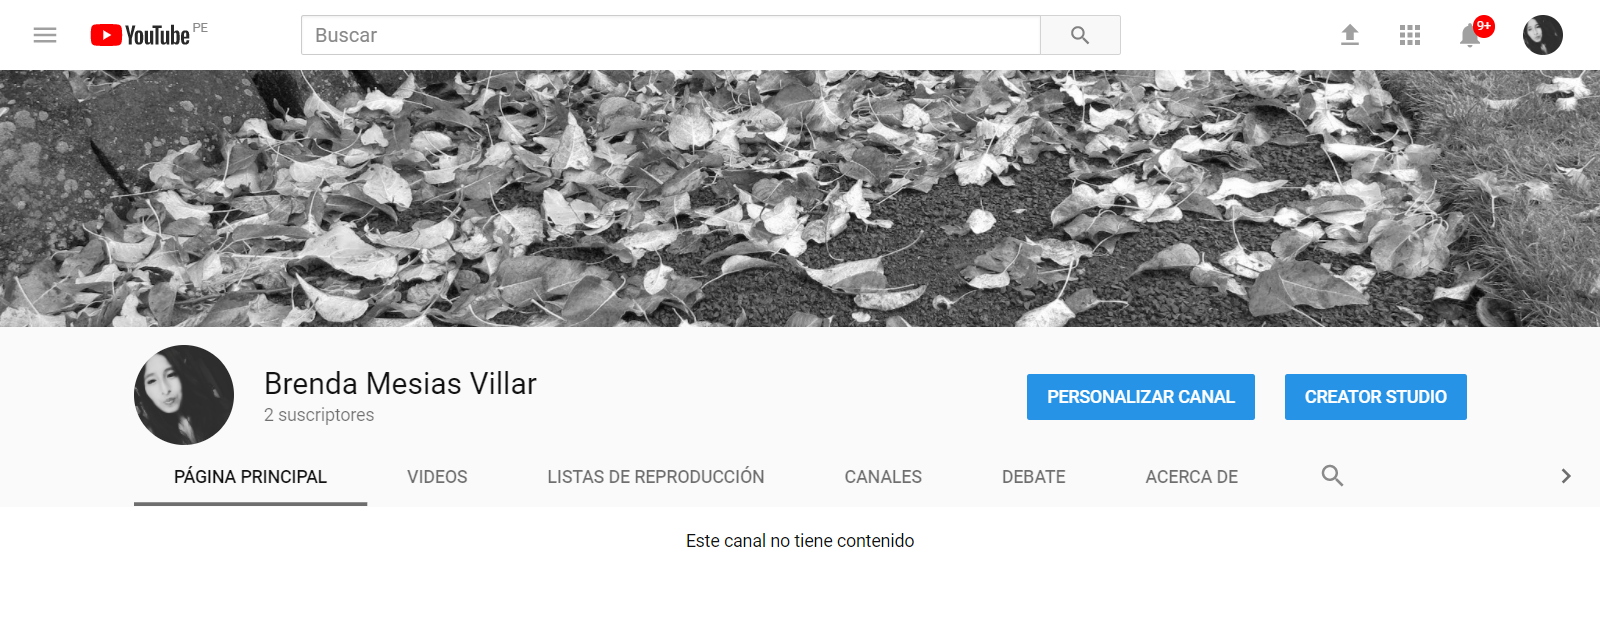 YouTube PE
Buscar
9+
Brenda Mesias Villar
2 suscriptores
PERSONALIZAR CANAL
CREATOR STUDIO
PÁGINA PRINCIPAL VIDEOS LISTAS DE REPRODUCCIÓN CANALES DEBATE ACERCA DE
Este canal no tiene contenido